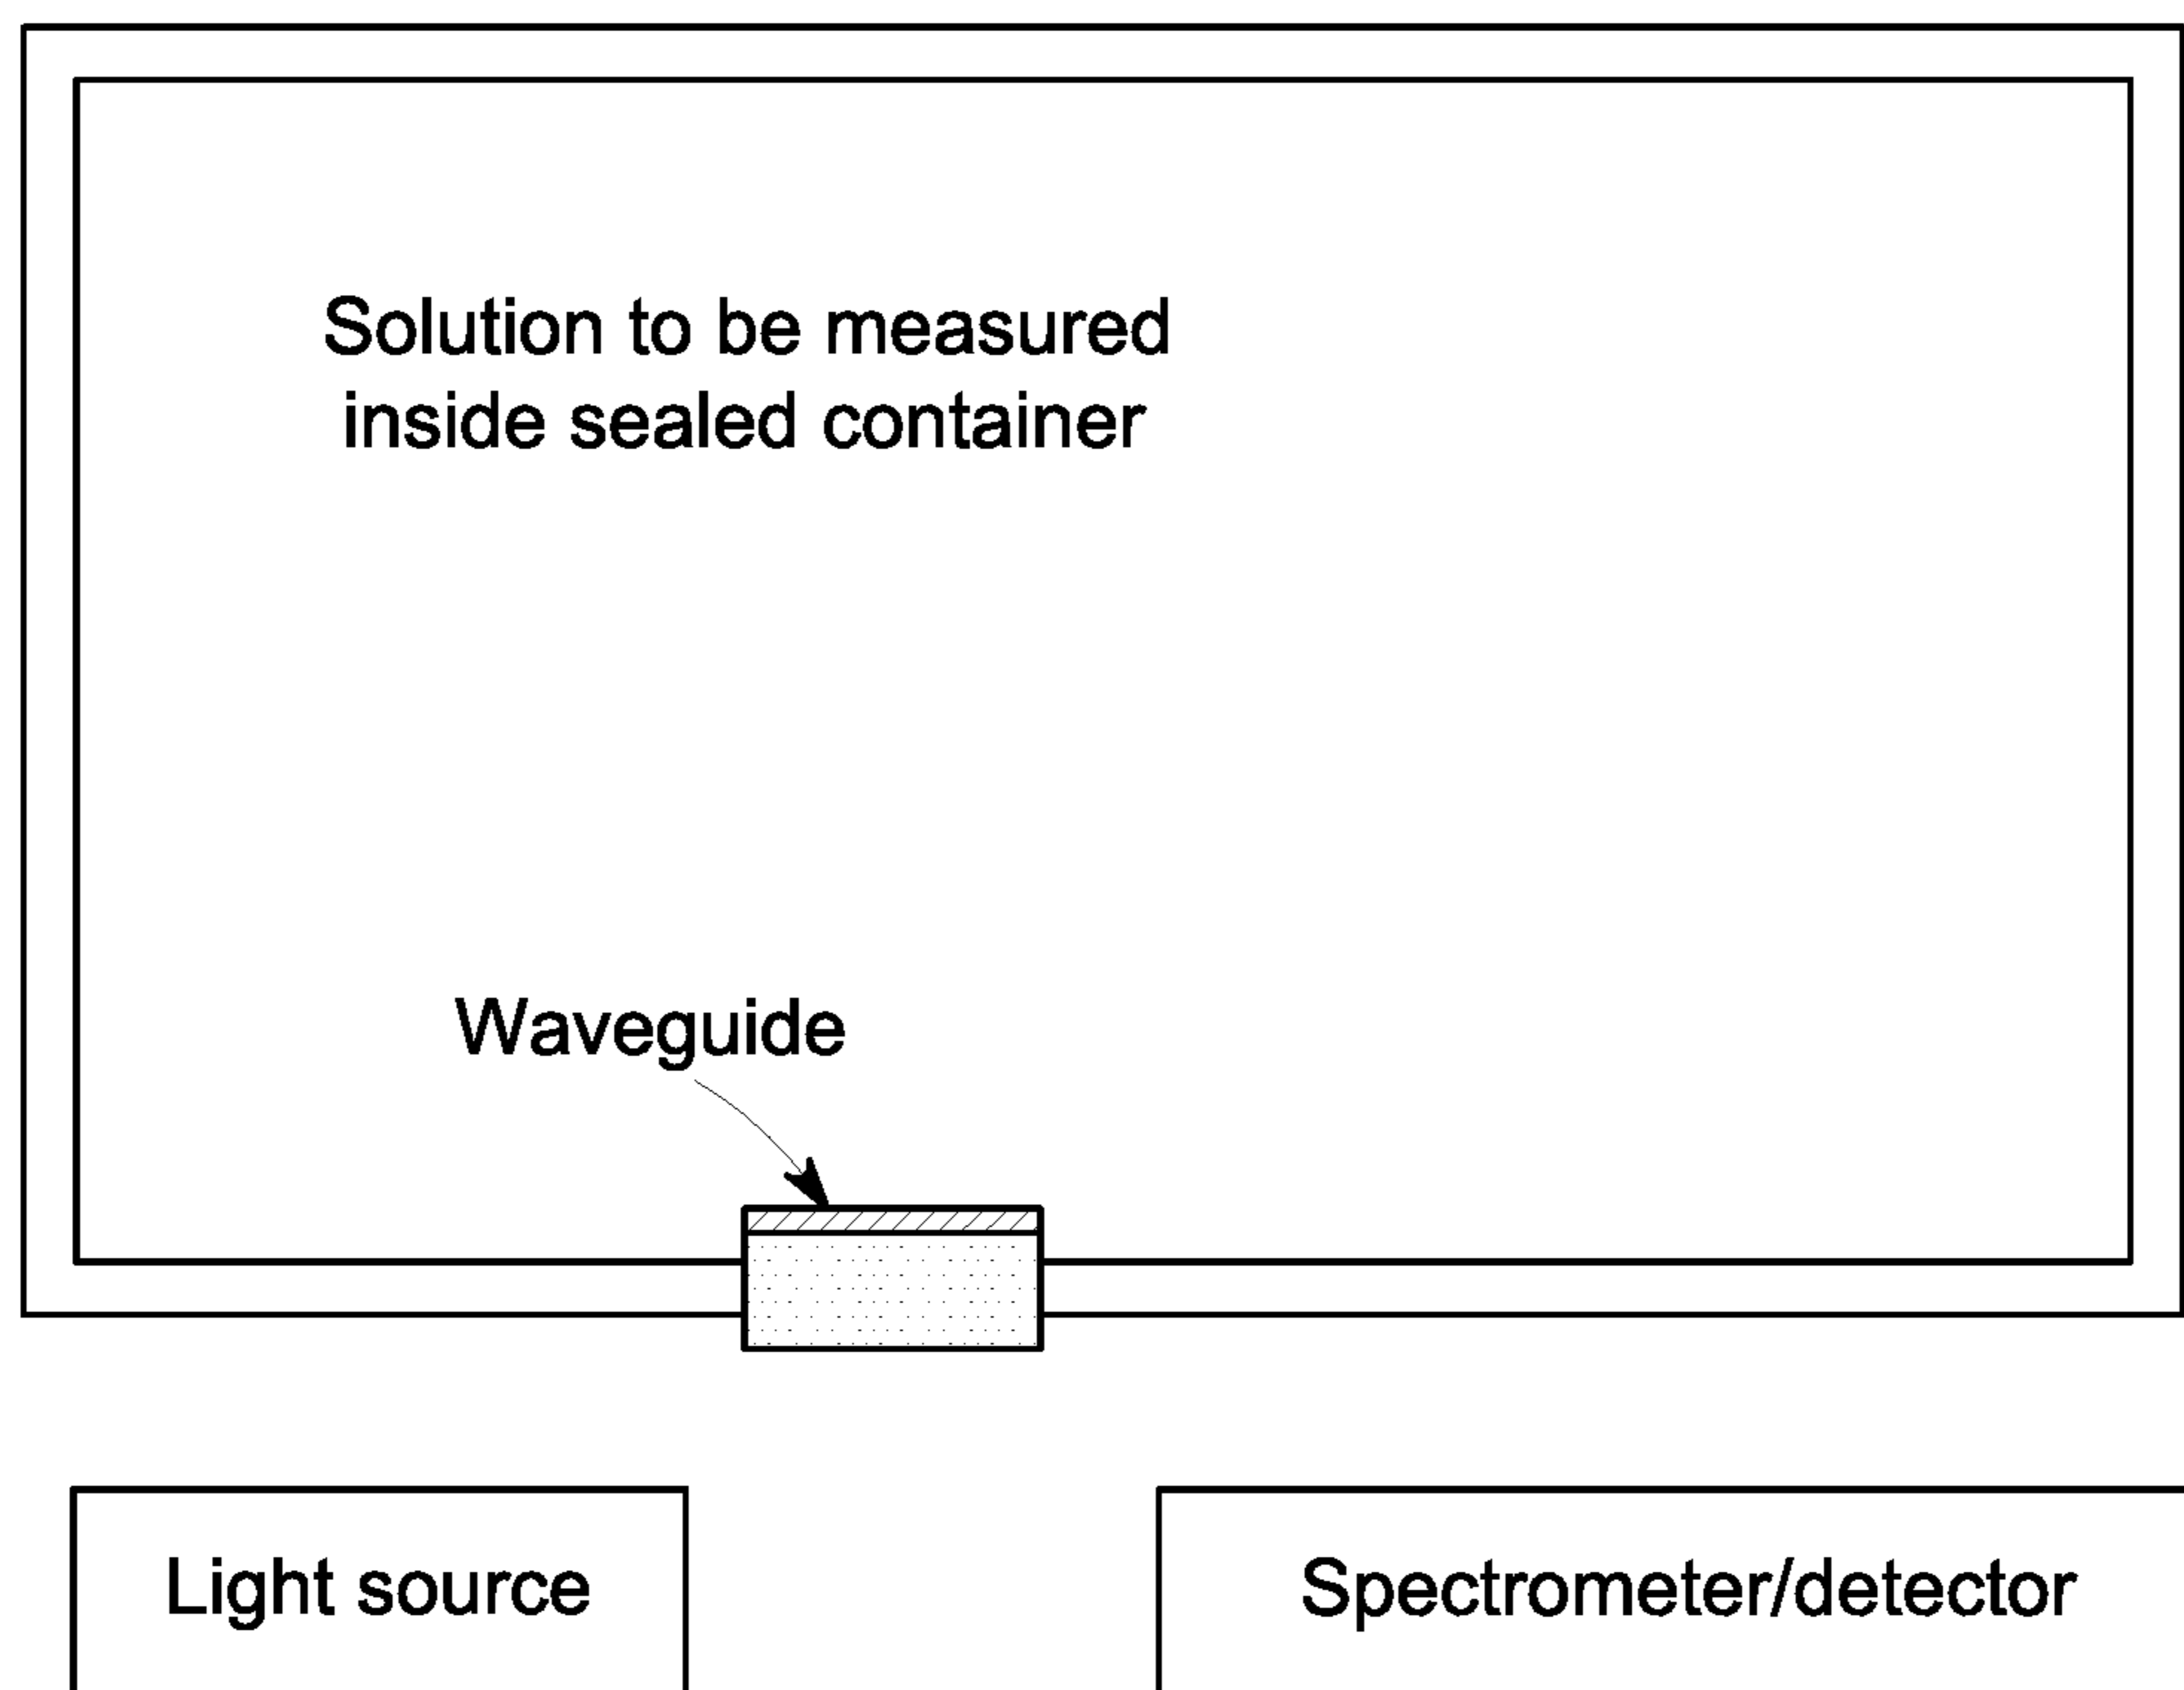 Solution to be measured
inside sealed container
Waveguide
Light source
Spectrometer/detector